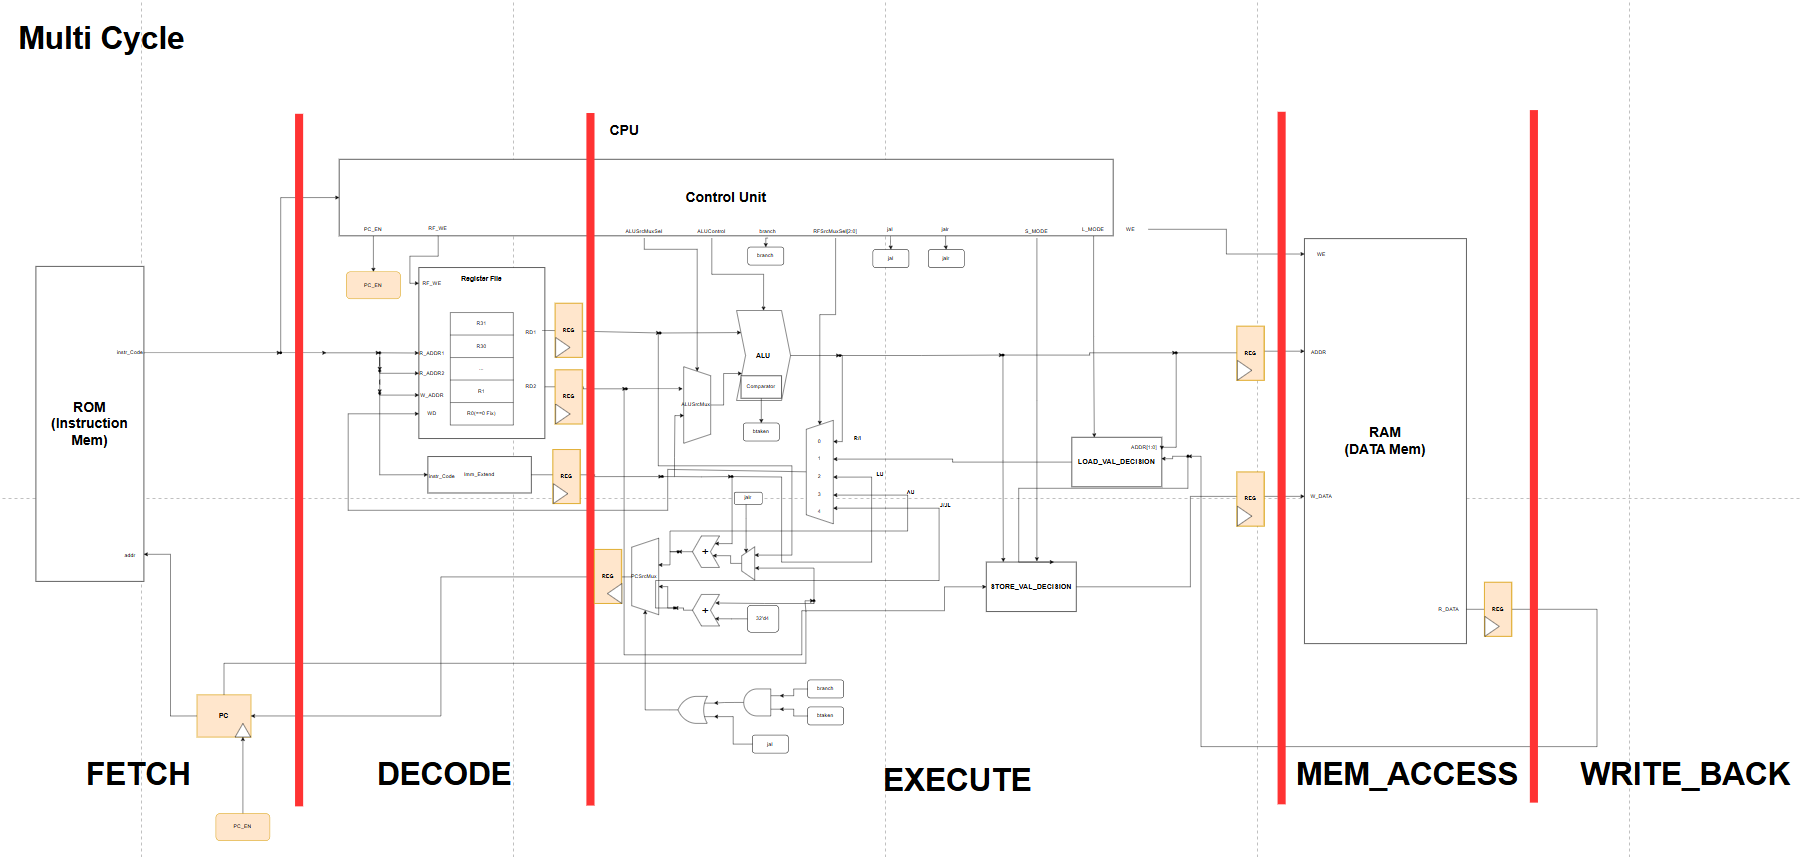 Multi Cycle
CPU
Control Unit
PC_EN
RF_WE
ALUSrcMuxSel
ALUControl
branch
RFSrcMuxSel[2:0]
jal
jalr
S_MODE
L_MODE
WE
branch
jal
jalr
WE
PC_EN
Register File
RF_WE
R31
R30
...
R1
R0(==0 Fix)
RD1
RD2
R_ADDR1
R_ADDR2
W_ADDR
WD
REG
REG
REG
Instr_Code
Imm_Extend
Instr_Code
ROM
(Instruction
Mem)
addr
ALU
Comparator
btaken
ALUSrcMux
0
1
2
3
4
R/I
LU
AU
J/JL
ADDR[1:0]
LOAD_VAL_DECISION
STORE_VAL_DECISION
REG
REG
ADDR
W_DATA
RAM
(DATA Mem)
R_DATA
REG
jalr
+
+
32'd4
REG
PCSrcMux
branch
btaken
jal
PC
PC_EN
FETCH
DECODE
EXECUTE
MEM_ACCESS
WRITE_BACK